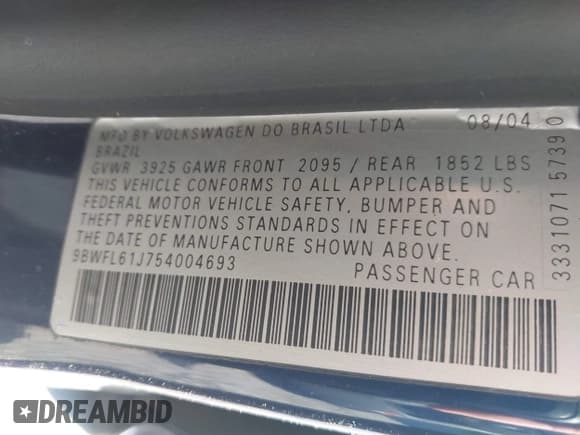 MFD BY VOLKSWAGEN DO BRASIL LTDA 08/04
BRAZIL
GVWR 3925 GAWR FRONT 2095 / REAR 1852 LBS
THIS VEHICLE CONFORMS TO ALL APPLICABLE U.S.
FEDERAL MOTOR VEHICLE SAFETY, BUMPER AND
THEFT PREVENTIONS STANDARDS IN EFFECT ON
THE DATE OF MANUFACTURE SHOWN ABOVE.
9BWFL61J754004693 PASSENGER CAR
33310715739 0
DREAMBID